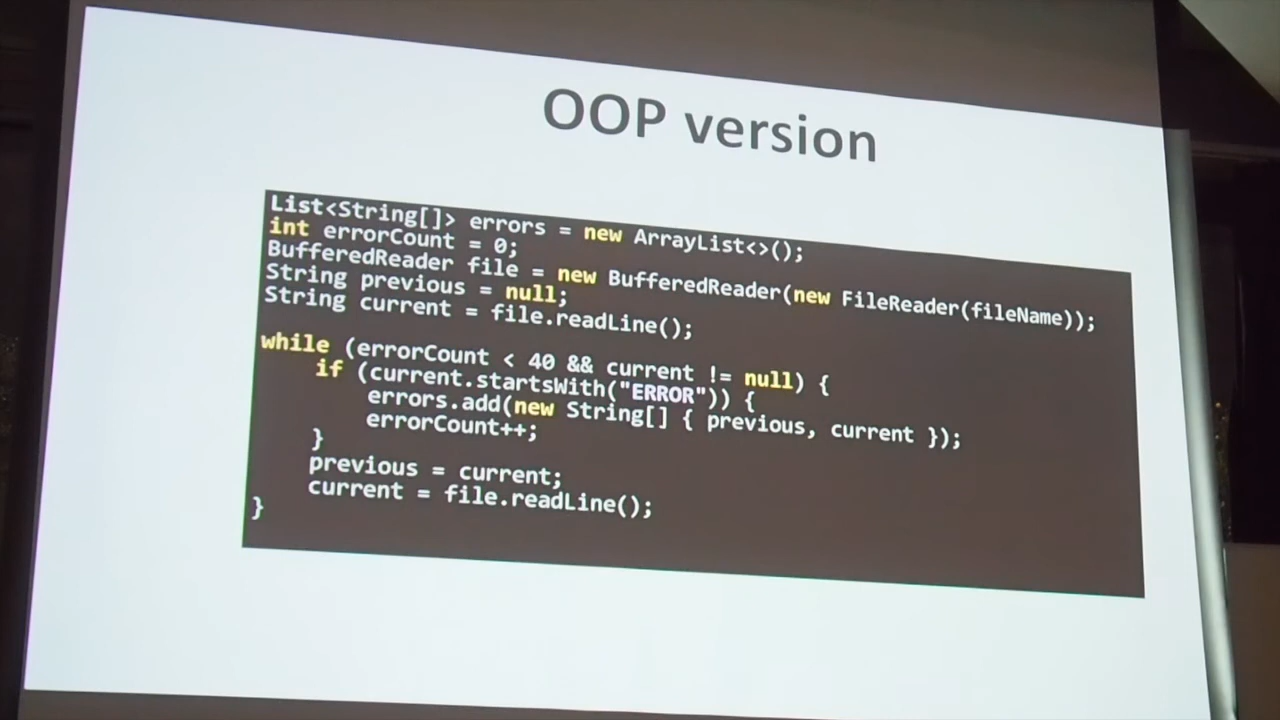 OOP version
List<String[]> errors = new ArrayList<>();
int errorCount = 0;
BufferedReader file = new BufferedReader(new FileReader(fileName));
String previous = null;
String current = file.readLine();
while (errorCount < 40 && current != null) {
    if (current.startsWith("ERROR")) {
        errors.add(new String[] { previous, current });
        errorCount++;
    }
    previous = current;
    current = file.readLine();
}